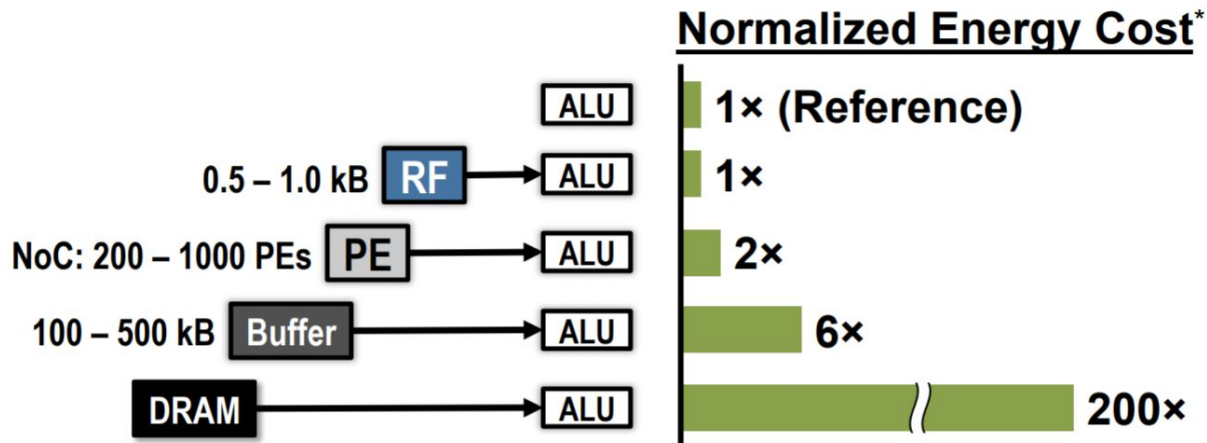 Normalized Energy Cost*
ALU 1× (Reference)
0.5 – 1.0 kB RF ALU 1×
NoC: 200 – 1000 PEs PE ALU 2×
100 – 500 kB Buffer ALU 6×
DRAM ALU 200×